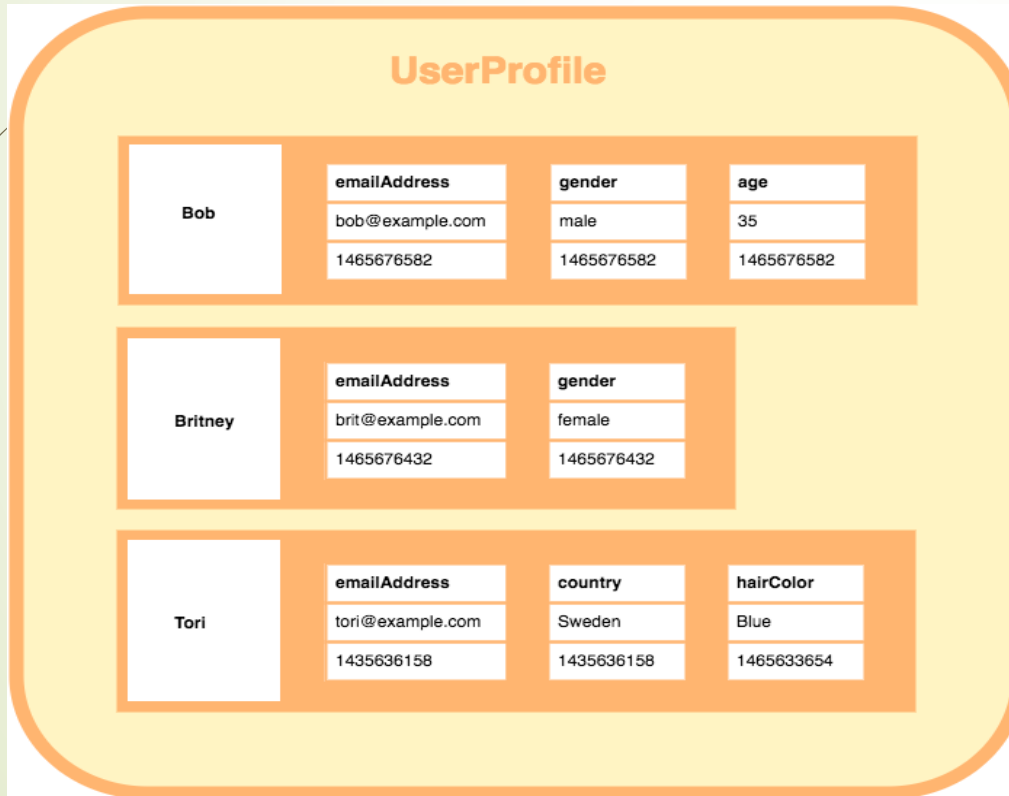 UserProfile
Bob
emailAddress gender age
bob@example.com male 35
1465676582 1465676582 1465676582
Britney
emailAddress gender
brit@example.com female
1465676432 1465676432
Tori
emailAddress country hairColor
tori@example.com Sweden Blue
1435636158 1435636158 1465633654